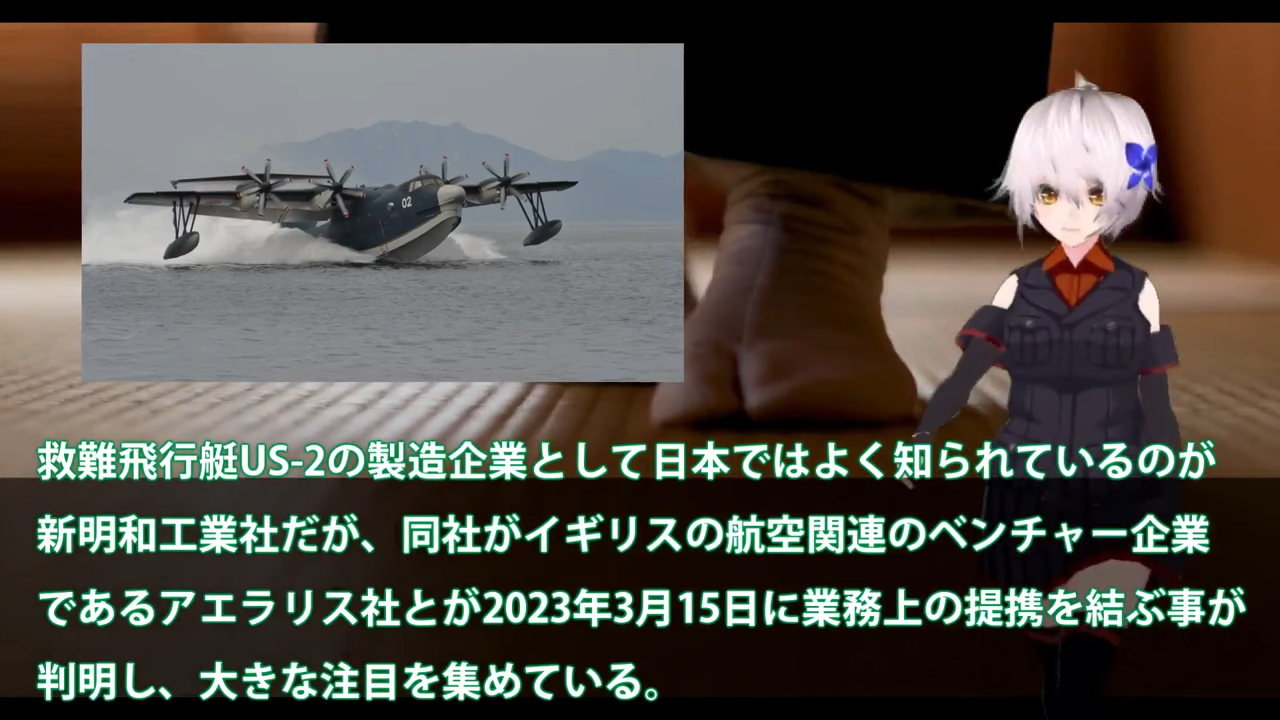 02
救難飛行艇US-2の製造企業として日本ではよく知られているのが
新明和工業社だが、同社がイギリスの航空関連のベンチャー企業
であるアエラリス社とが2023年3月15日に業務上の提携を結ぶ事が
判明し、大きな注目を集めている。